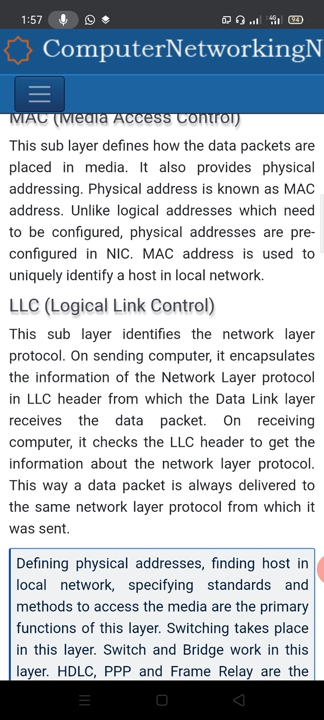 1:57
94
ComputerNetworkingN
MAC (Media Access Control)
This sub layer defines how the data packets are
placed in media. It also provides physical
addressing. Physical address is known as MAC
address. Unlike logical addresses which need
to be configured, physical addresses are pre-
configured in NIC. MAC address is used to
uniquely identify a host in local network.
LLC (Logical Link Control)
This sub layer identifies the network layer
protocol. On sending computer, it encapsulates
the information of the Network Layer protocol
in LLC header from which the Data Link layer
receives the data packet. On receiving
computer, it checks the LLC header to get the
information about the network layer protocol.
This way a data packet is always delivered to
the same network layer protocol from which it
was sent.
Defining physical addresses, finding host in
local network, specifying standards and
methods to access the media are the primary
functions of this layer. Switching takes place
in this layer. Switch and Bridge work in this
layer. HDLC, PPP and Frame Relay are the